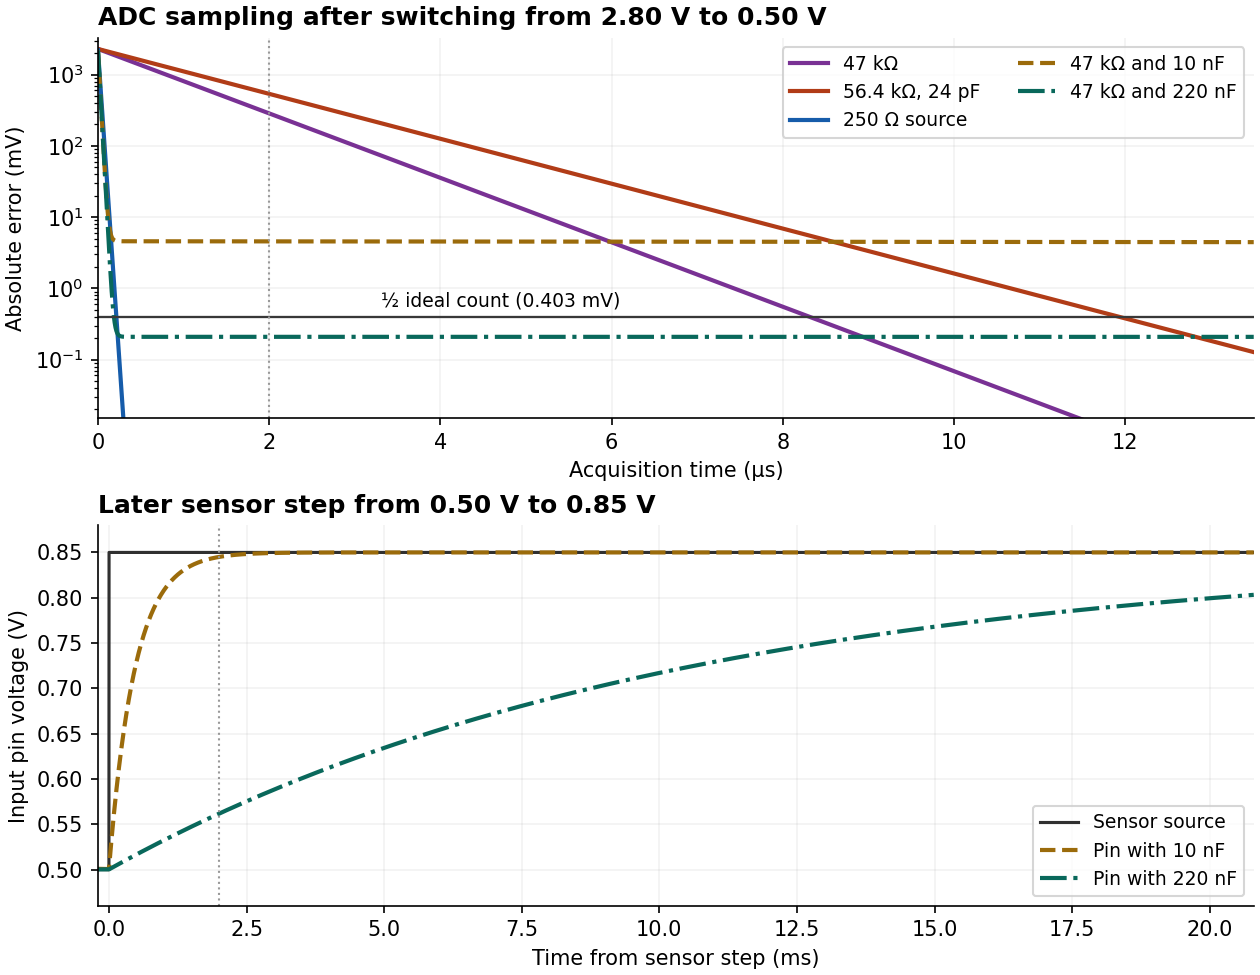 ADC sampling after switching from 2.80 V to 0.50 V
Absolute error (mV)
10³
10²
10¹
10⁰
10⁻¹
47 kΩ
56.4 kΩ, 24 pF
250 Ω source
47 kΩ and 10 nF
47 kΩ and 220 nF
½ ideal count (0.403 mV)
0 2 4 6 8 10 12
Acquisition time (µs)
Later sensor step from 0.50 V to 0.85 V
Input pin voltage (V)
0.85
0.80
0.75
0.70
0.65
0.60
0.55
0.50
Sensor source
Pin with 10 nF
Pin with 220 nF
0.0 2.5 5.0 7.5 10.0 12.5 15.0 17.5 20.0
Time from sensor step (ms)